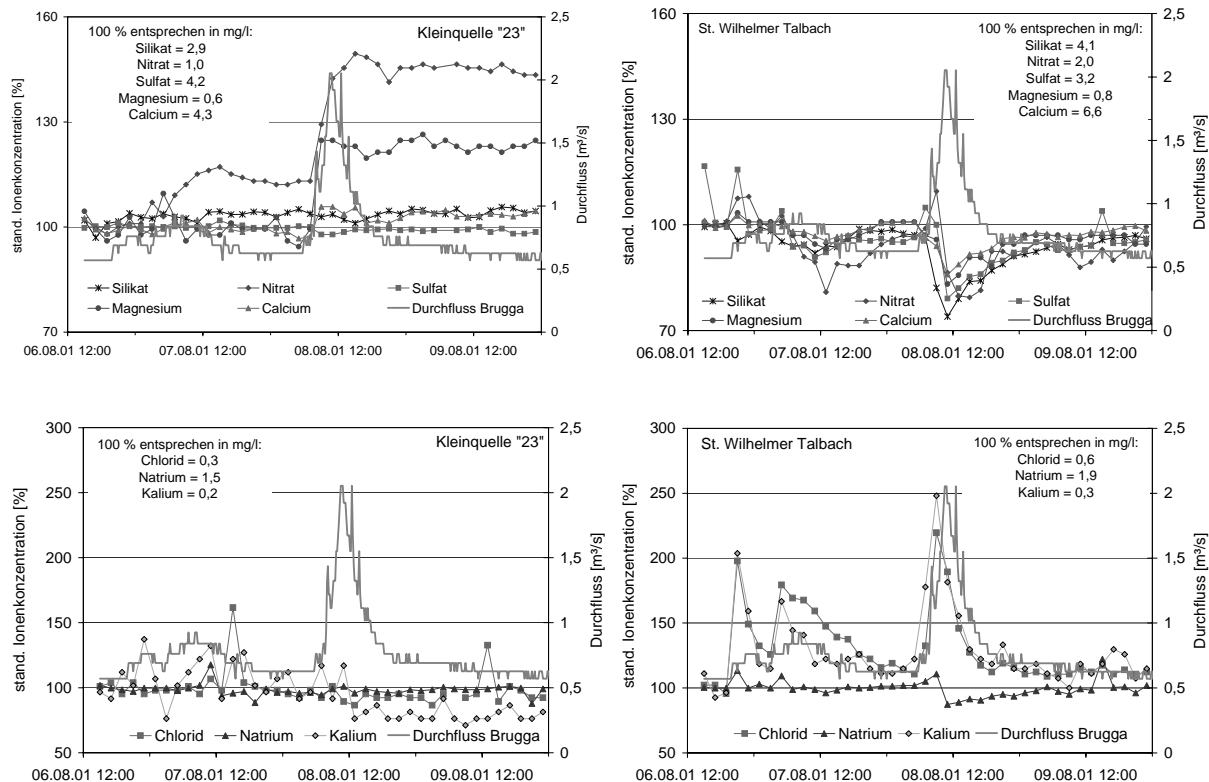 160
130
100
70
stand. Ionenkonzentration [%]
100 % entsprechen in mg/l:
Silikat = 2,9
Nitrat = 1,0
Sulfat = 4,2
Magnesium = 0,6
Calcium = 4,3
Kleinquelle "23"
2,5
2
1,5
1
0,5
0
Durchfluss [m³/s]
Silikat
Nitrat
Sulfat
Magnesium
Calcium
Durchfluss Brugga
06.08.01 12:00
07.08.01 12:00
08.08.01 12:00
09.08.01 12:00
160
130
100
70
stand. Ionenkonzentration [%]
St. Wilhelmer Talbach
100 % entsprechen in mg/l:
Silikat = 4,1
Nitrat = 2,0
Sulfat = 3,2
Magnesium = 0,8
Calcium = 6,6
2,5
2
1,5
1
0,5
0
Durchfluss [m³/s]
Silikat
Nitrat
Sulfat
Magnesium
Calcium
Durchfluss Brugga
06.08.01 12:00
07.08.01 12:00
08.08.01 12:00
09.08.01 12:00
300
250
200
150
100
50
stand. Ionenkonzentration [%]
100 % entsprechen in mg/l:
Chlorid = 0,3
Natrium = 1,5
Kalium = 0,2
Kleinquelle "23"
2,5
2
1,5
1
0,5
0
Durchfluss [m³/s]
Chlorid
Natrium
Kalium
Durchfluss Brugga
06.08.01 12:00
07.08.01 12:00
08.08.01 12:00
09.08.01 12:00
300
250
200
150
100
50
stand. Ionenkonzentration [%]
St. Wilhelmer Talbach
100 % entsprechen in mg/l:
Chlorid = 0,6
Natrium = 1,9
Kalium = 0,3
2,5
2
1,5
1
0,5
0
Durchfluss [m³/s]
Chlorid
Natrium
Kalium
Durchfluss Brugga
06.08.01 12:00
07.08.01 12:00
08.08.01 12:00
09.08.01 12:00